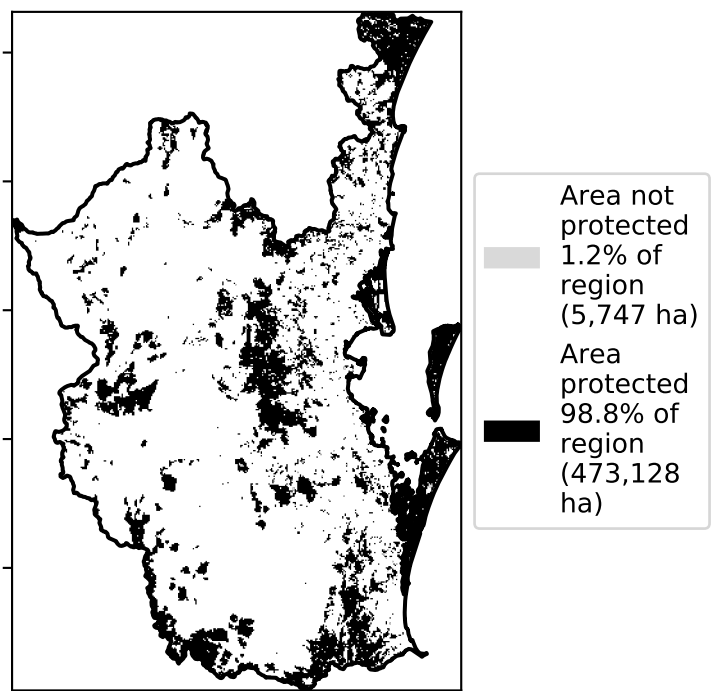 Area not
protected
1.2% of
region
(5,747 ha)
Area
protected
98.8% of
region
(473,128
ha)